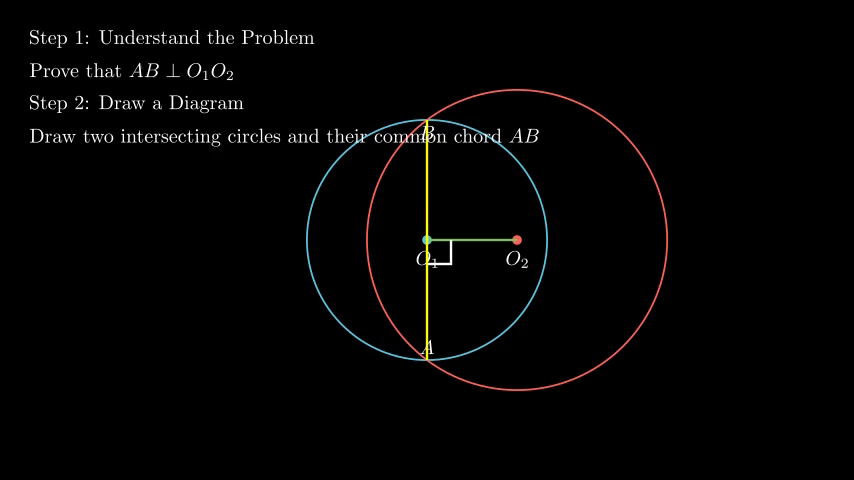 Step 1: Understand the Problem
Prove that AB ⊥ O₁O₂
Step 2: Draw a Diagram
Draw two intersecting circles and their common chord AB
B
O₁
O₂
A